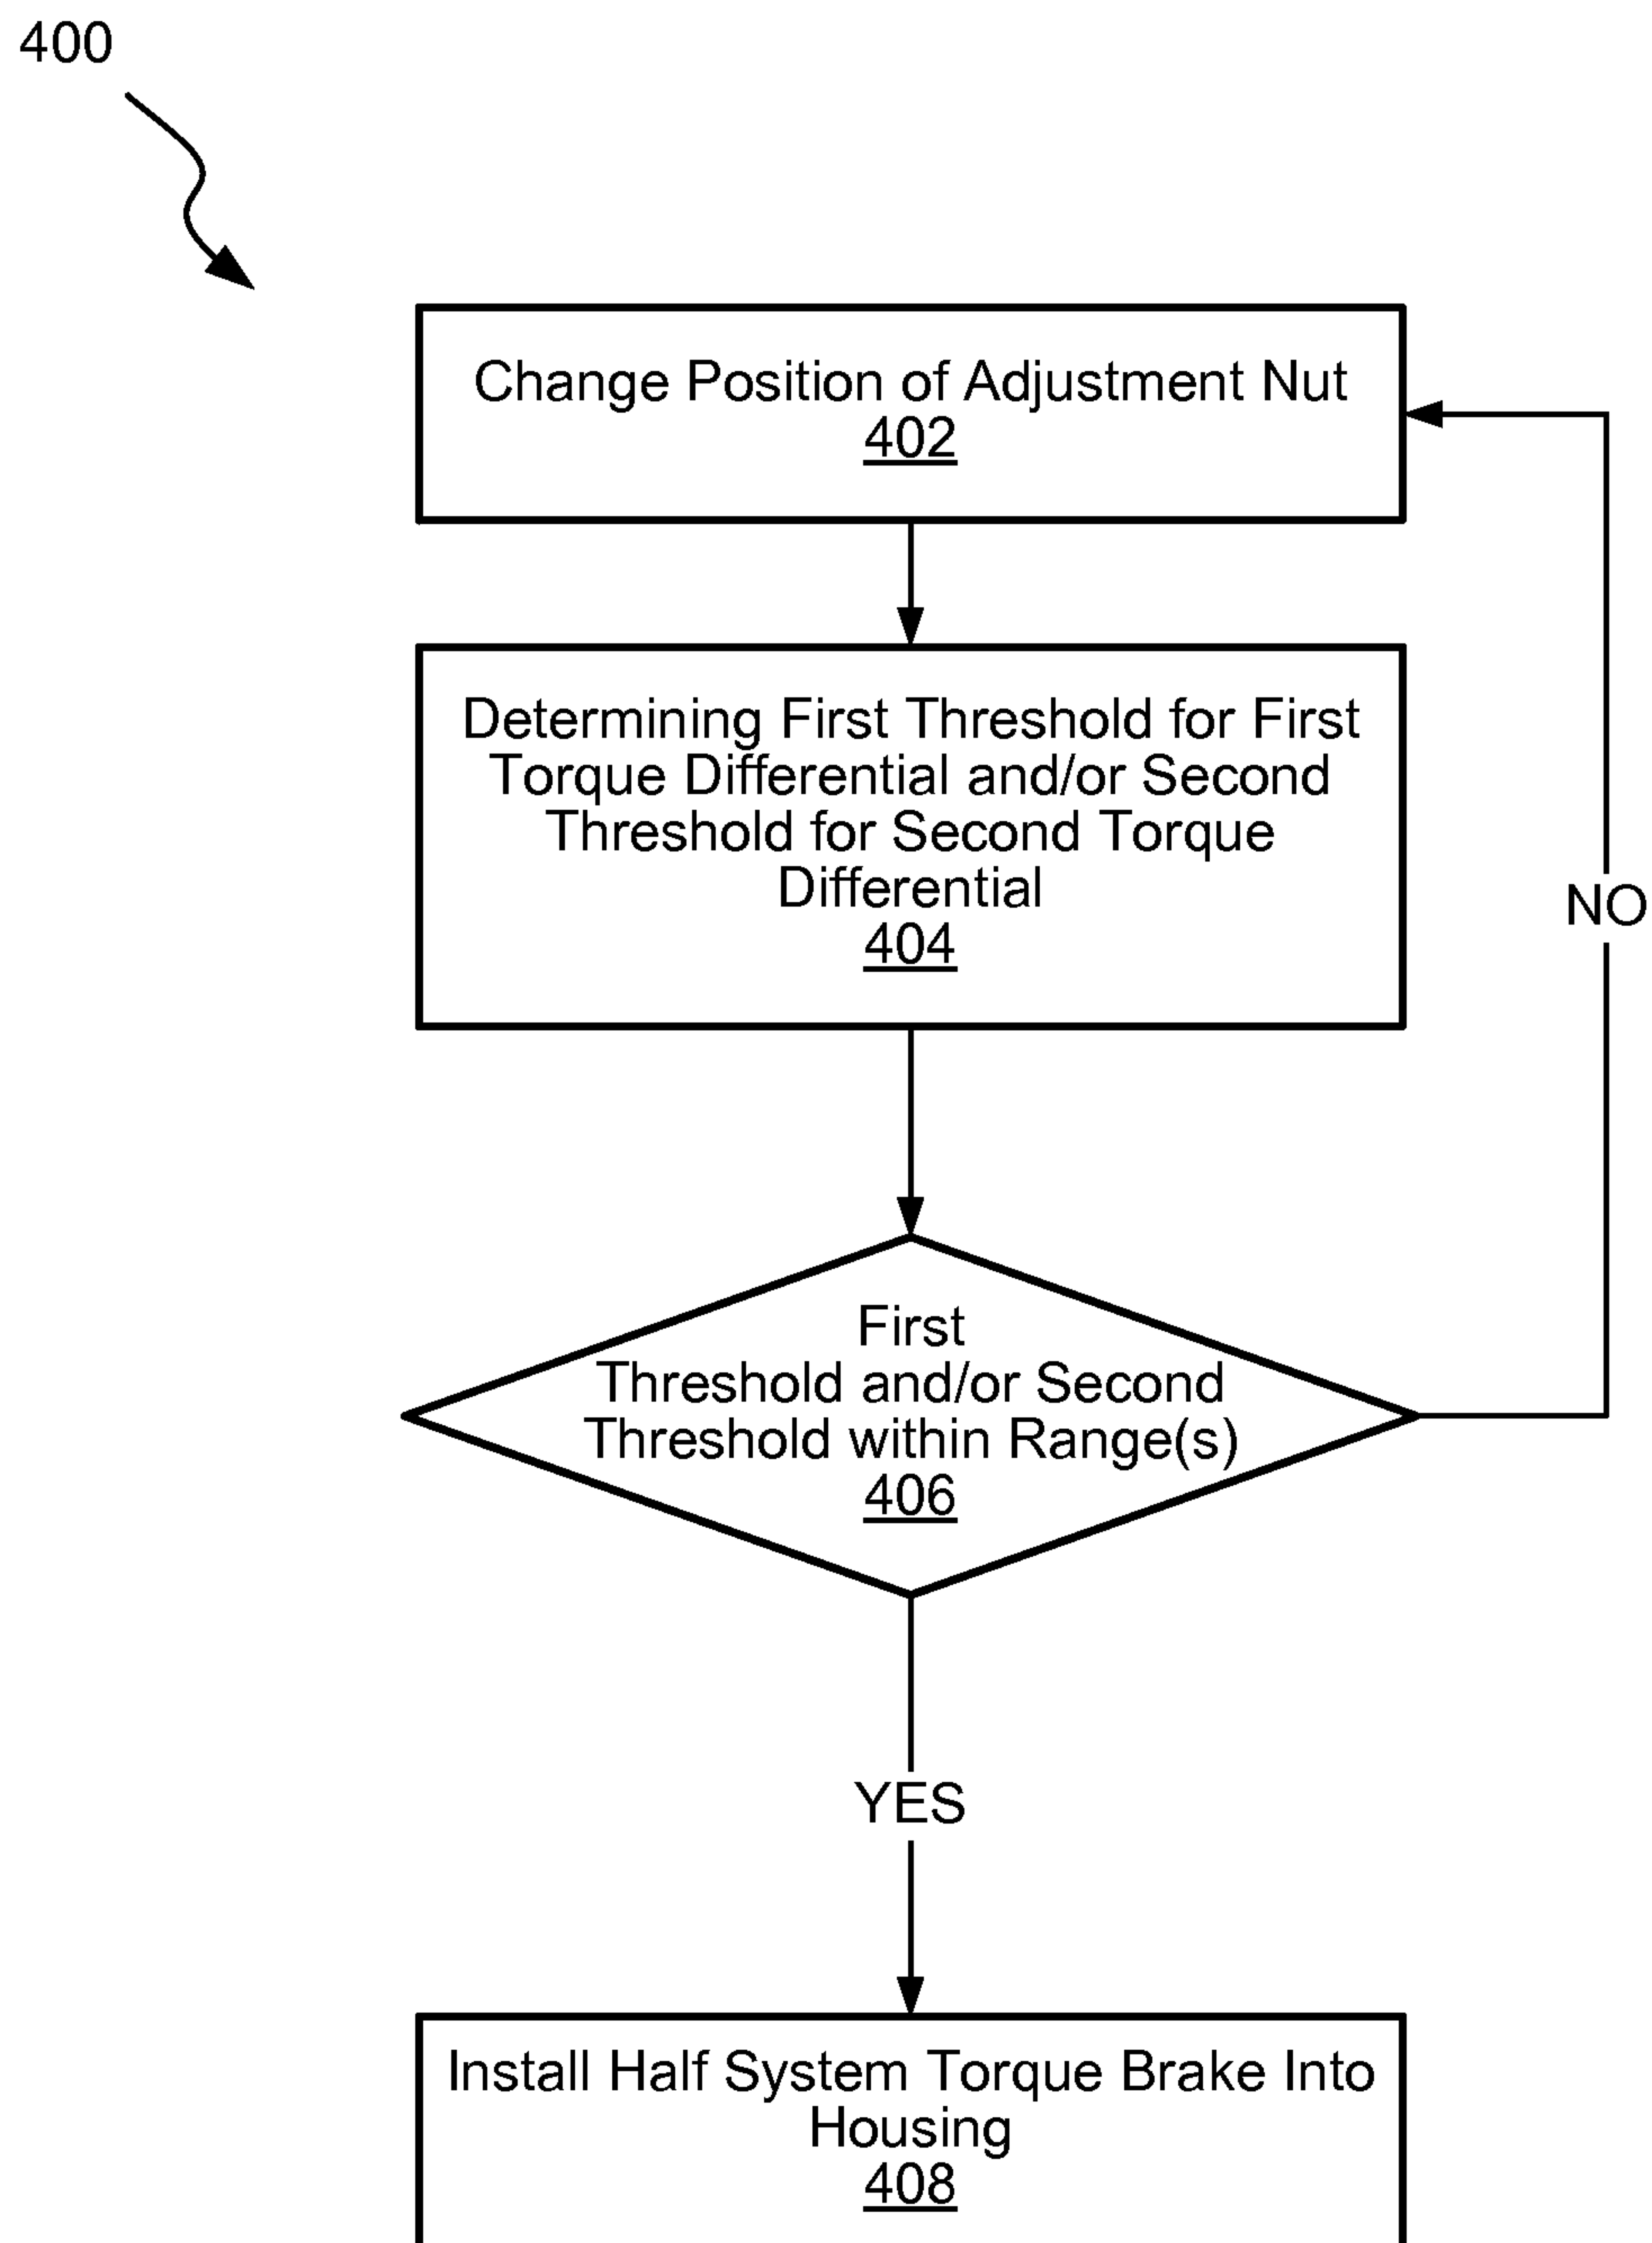 400
Change Position of Adjustment Nut
402
Determining First Threshold for First
Torque Differential and/or Second
Threshold for Second Torque
Differential
404
NO
First
Threshold and/or Second
Threshold within Range(s)
406
YES
Install Half System Torque Brake Into
Housing
408